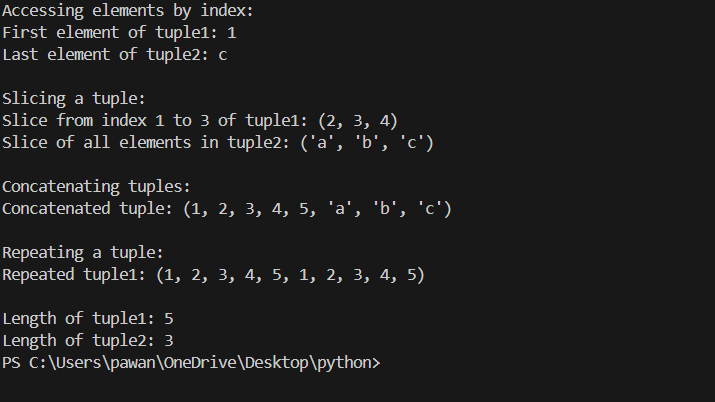 Accessing elements by index:
First element of tuple1: 1
Last element of tuple2: c
Slicing a tuple:
Slice from index 1 to 3 of tuple1: (2, 3, 4)
Slice of all elements in tuple2: ('a', 'b', 'c')
Concatenating tuples:
Concatenated tuple: (1, 2, 3, 4, 5, 'a', 'b', 'c')
Repeating a tuple:
Repeated tuple1: (1, 2, 3, 4, 5, 1, 2, 3, 4, 5)
Length of tuple1: 5
Length of tuple2: 3
PS C:\Users\pawan\OneDrive\Desktop\python>